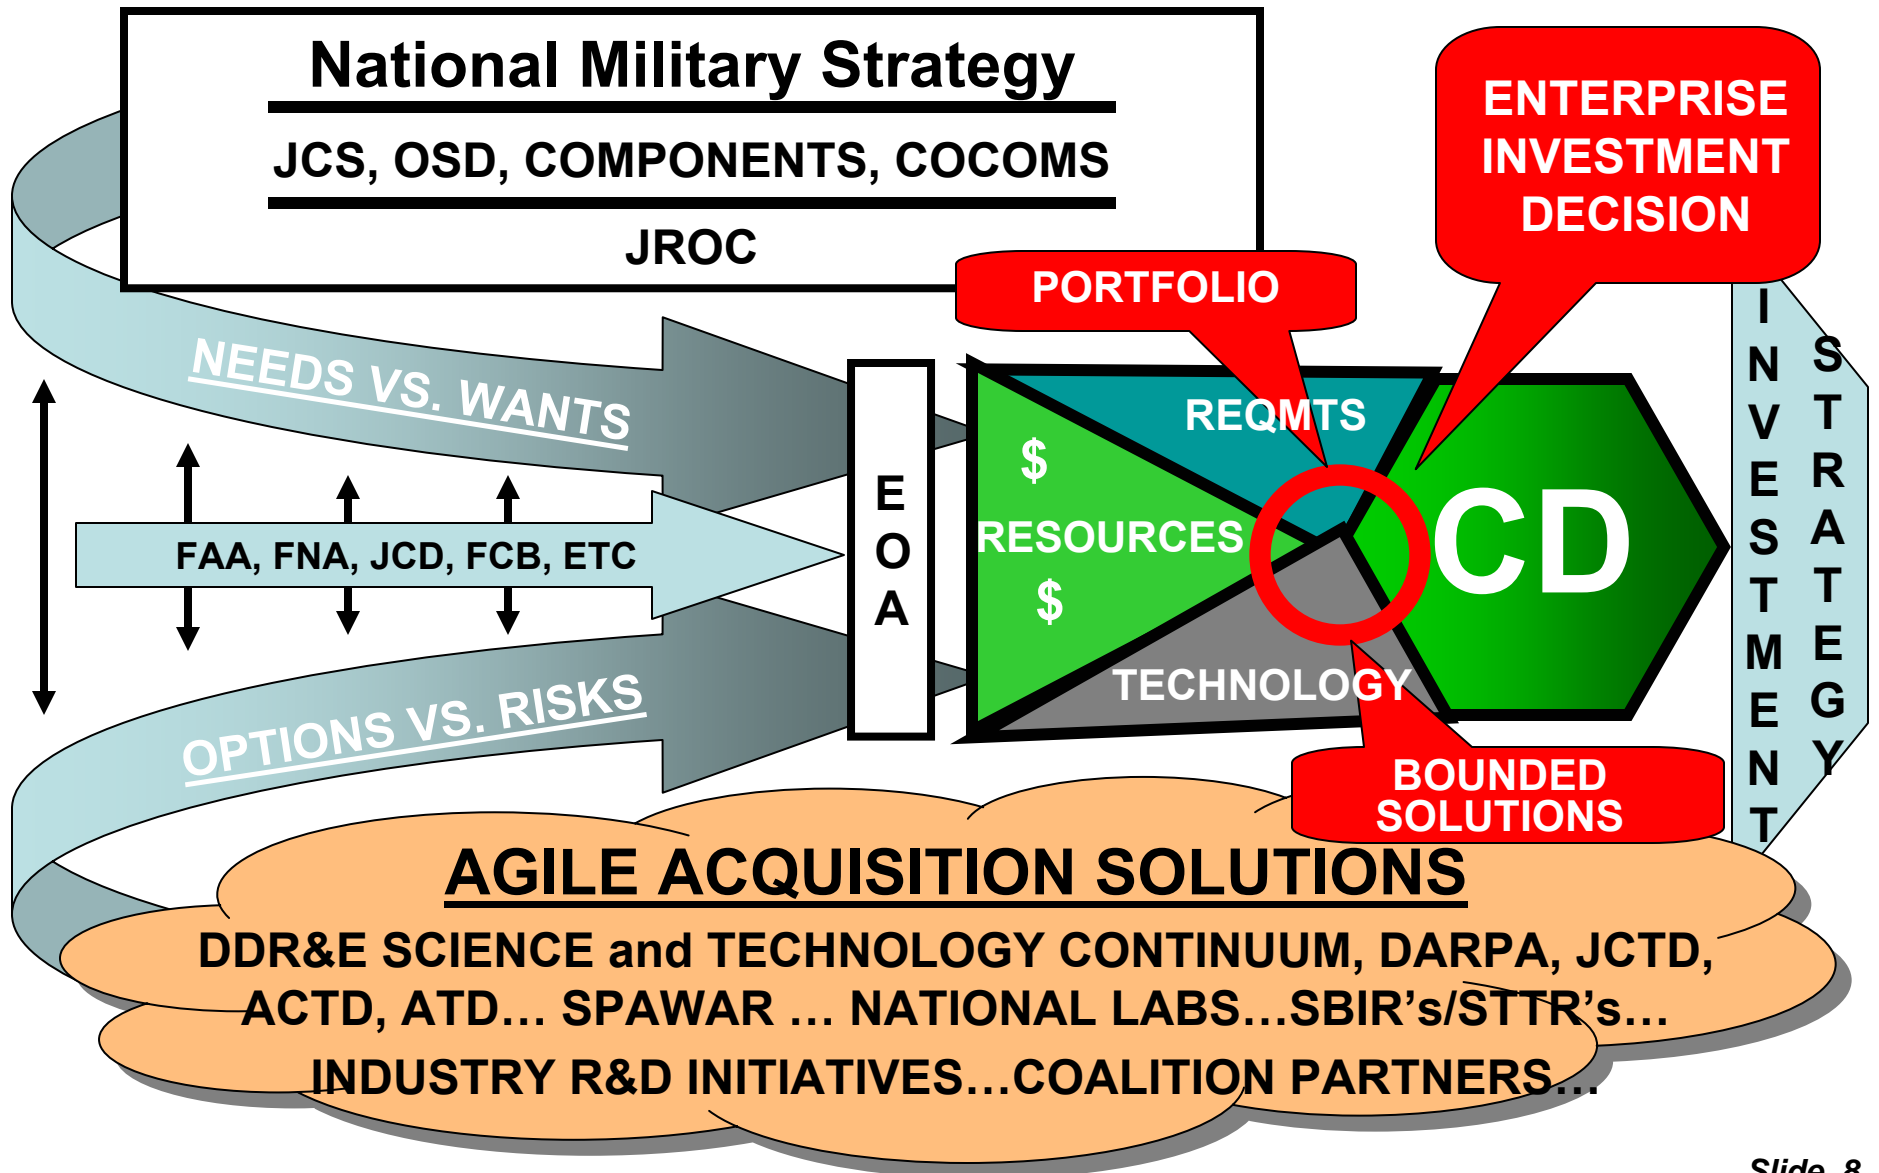 National Military Strategy
JCS, OSD, COMPONENTS, COCOMS
JROC
ENTERPRISE
INVESTMENT
DECISION
PORTFOLIO
NEEDS VS. WANTS
FAA, FNA, JCD, FCB, ETC
OPTIONS VS. RISKS
EOA
REQMTS
$
RESOURCES
$
TECHNOLOGY
CD
INVESTMENT
STRATEGY
BOUNDED
SOLUTIONS
AGILE ACQUISITION SOLUTIONS
DDR&E SCIENCE and TECHNOLOGY CONTINUUM, DARPA, JCTD,
ACTD, ATD… SPAWAR … NATIONAL LABS…SBIR's/STTR's…
INDUSTRY R&D INITIATIVES…COALITION PARTNERS…
Slide 8